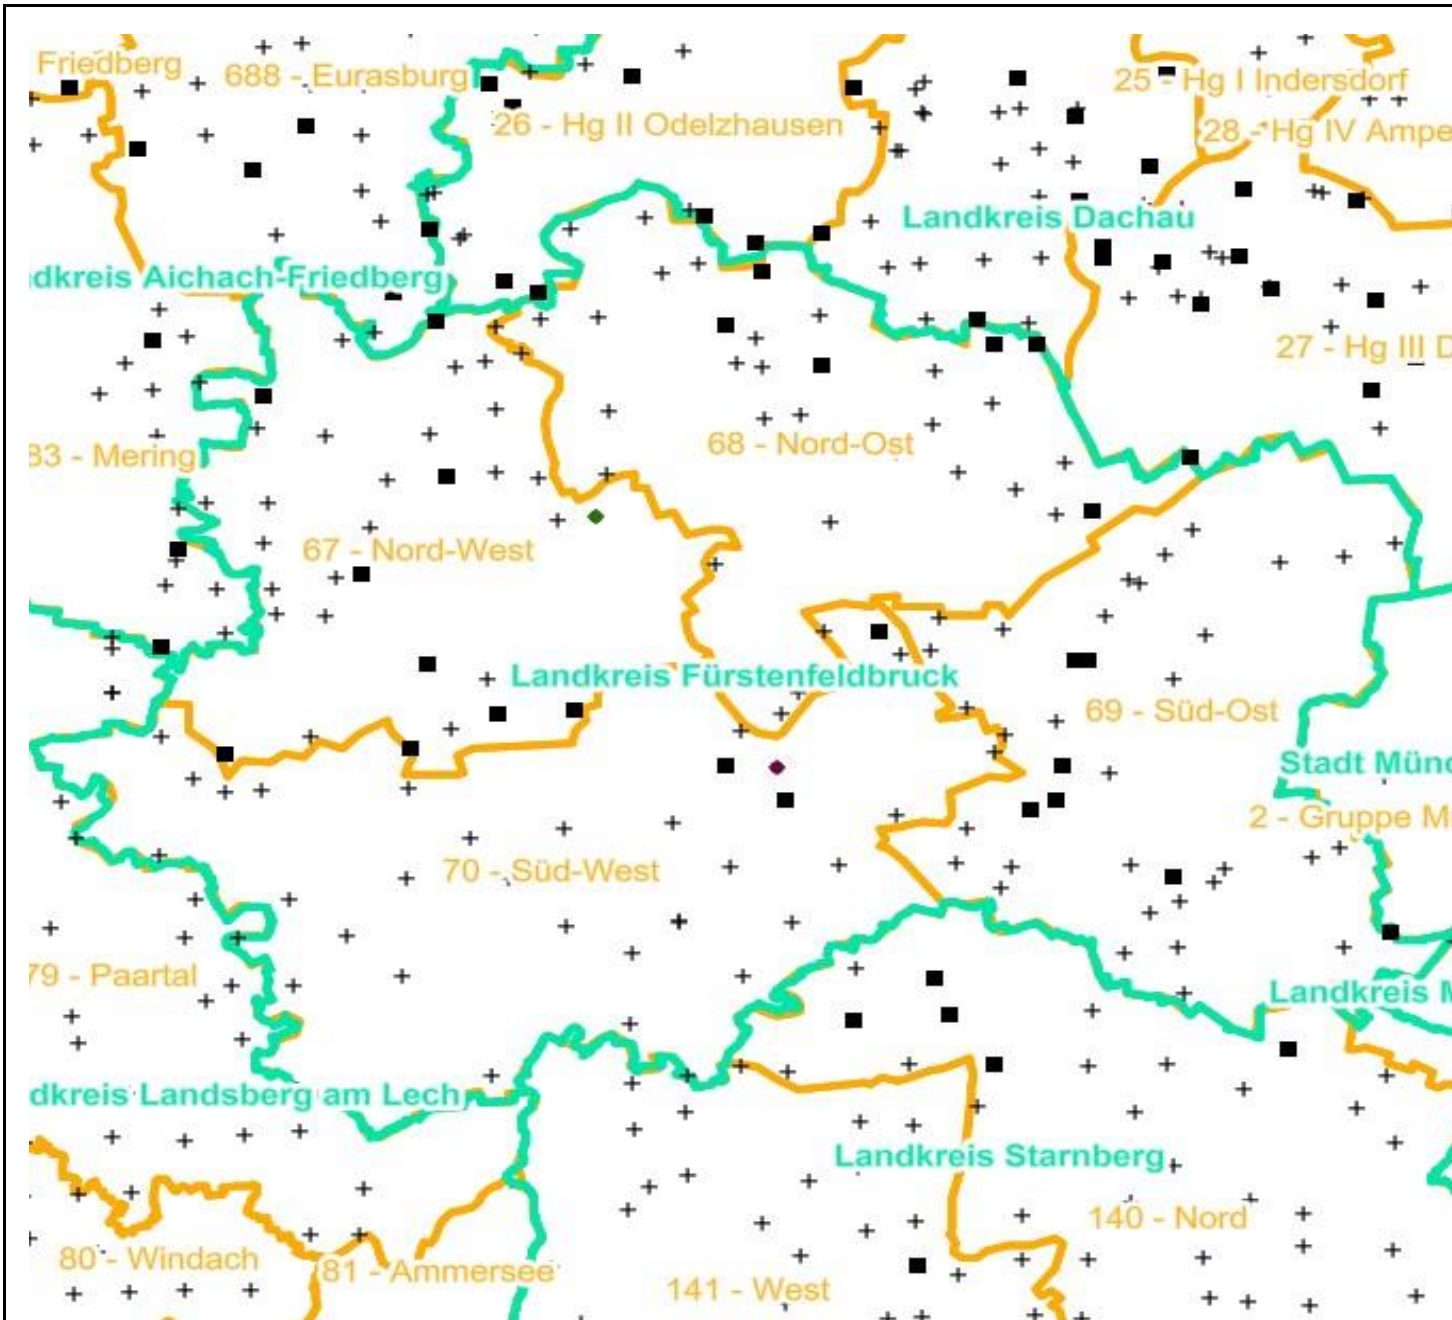 Friedberg
688 - Eurasburg
25 - Hg I Indersdorf
26 - Hg II Odelzhausen
28 - Hg IV Ampe
Landkreis Dachau
dkreis Aichach-Friedberg
27 - Hg III D
83 - Mering
68 - Nord-Ost
67 - Nord-West
Landkreis Fürstenfeldbruck
69 - Süd-Ost
Stadt Münc
2 - Gruppe M
70 - Süd-West
79 - Paartal
Landkreis M
dkreis Landsberg am Lech
Landkreis Starnberg
140 - Nord
80 - Windach
81 - Ammersee
141 - West